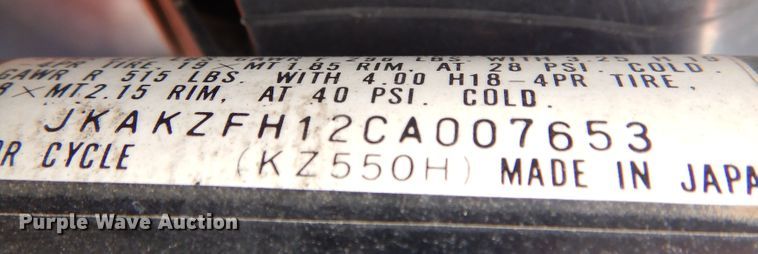 4PR TIRE, 19 × MT1.85 RIM, AT 28 PSI. COLD.
GAWR R 515 LBS. WITH 4.00 H18-4PR TIRE,
8 × MT2.15 RIM, AT 40 PSI. COLD.
JKAKZFH12CA007653
R CYCLE (KZ550H) MADE IN JAPA
Purple Wave Auction